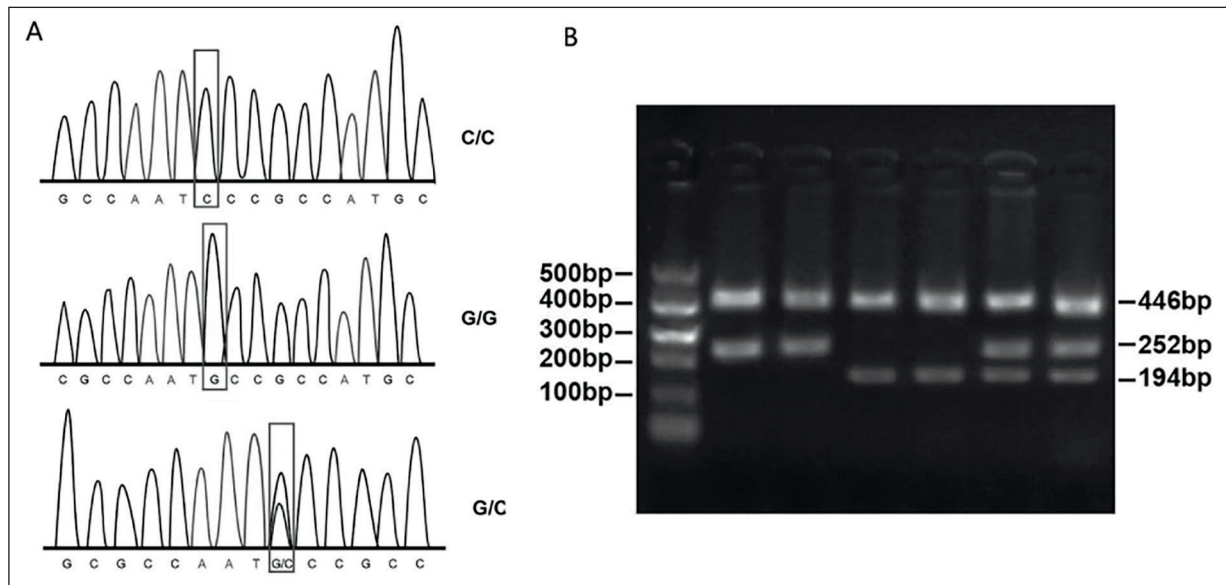 A
C/C
G C C A A T C C C G C C A T G C
G/G
C G C C A A T G C C G C C A T G C
G/C
G C G C C A A T G/C C C G C C
B
500bp
400bp
300bp
200bp
100bp
446bp
252bp
194bp